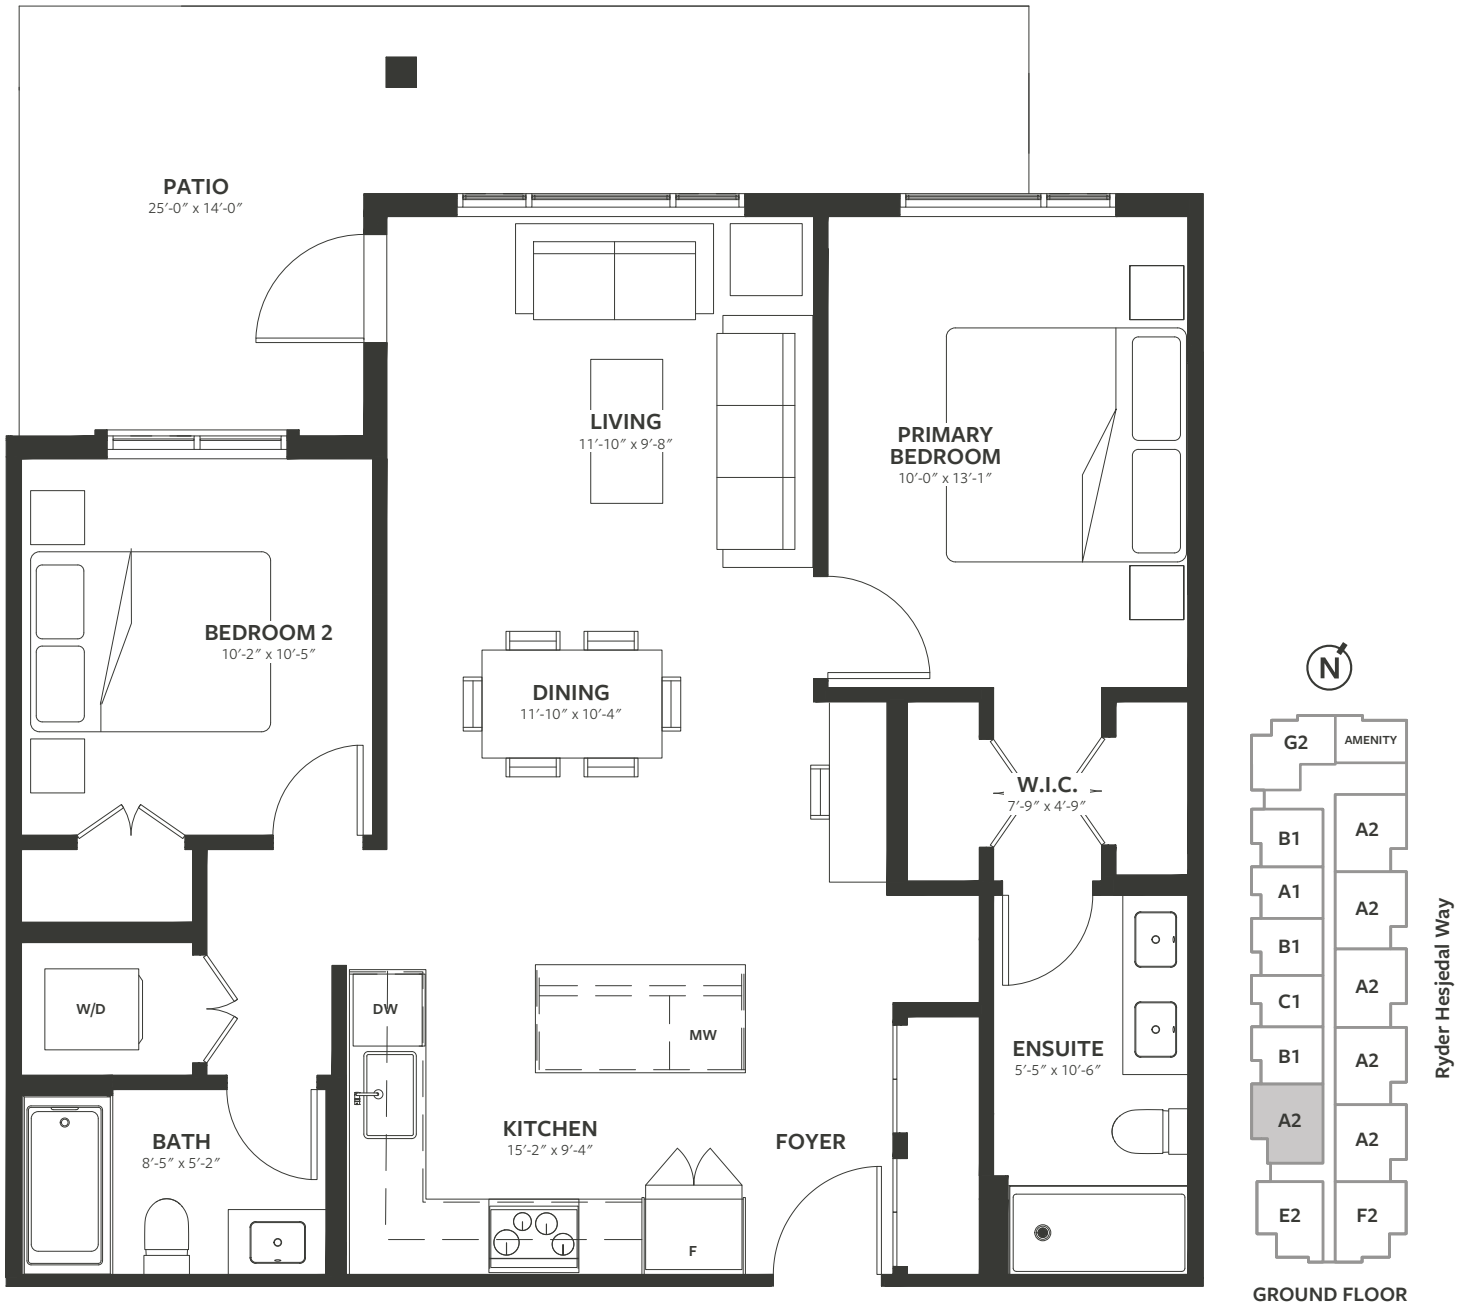 PATIO
25′-0″ x 14′-0″
LIVING
11′-10″ x 9′-8″
PRIMARY
BEDROOM
10′-0″ x 13′-1″
BEDROOM 2
10′-2″ x 10′-5″
DINING
11′-10″ x 10′-4″
W.I.C.
7′-9″ x 4′-9″
W/D
DW
MW
ENSUITE
5′-5″ x 10′-6″
BATH
8′-5″ x 5′-2″
KITCHEN
15′-2″ x 9′-4″
FOYER
F
N
G2
AMENITY
B1
A2
A1
A2
B1
A2
C1
A2
B1
A2
A2
E2
F2
Ryder Hesjedal Way
GROUND FLOOR